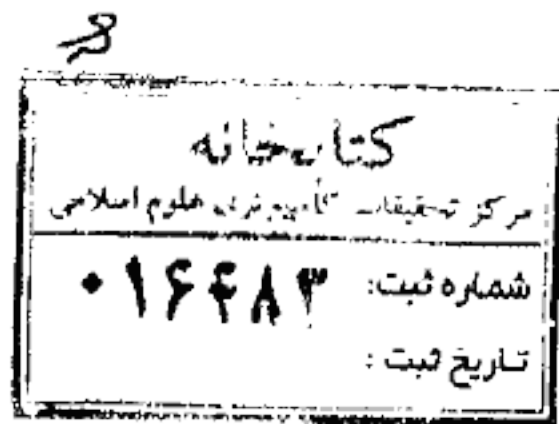 کتابخانه
مرکز تحقیقات کامپیوتری علوم اسلامی
شماره ثبت: ۰۱۶۴۸۳
تاریخ ثبت :